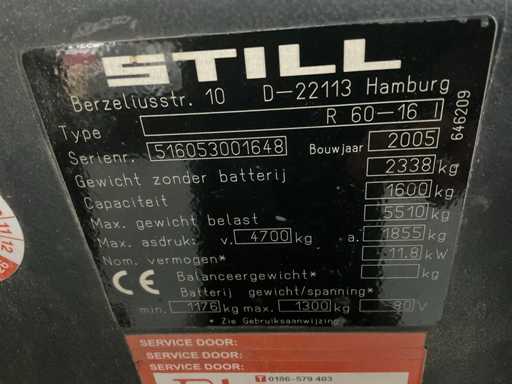 STILL
Berzeliusstr. 10 D-22113 Hamburg
Type R 60-16 I
Serienr. 516053001648 Bouwjaar 2005
Gewicht zonder batterij 2338 kg
Capaciteit 1600 kg
Max. gewicht belast 5510 kg
Max. asdruk: v. 4700 kg a. 1855 kg
Nom. vermogen* 11.8 kW
Balanceergewicht* kg
Batterij gewicht/spanning*
min. 1176 kg max. 1300 kg 80 V
* Zie Gebruiksaanwijzing
646209
CE
11 12
SERVICE DOOR:
SERVICE DOOR:
SERVICE DOOR:
T 0186-579 403